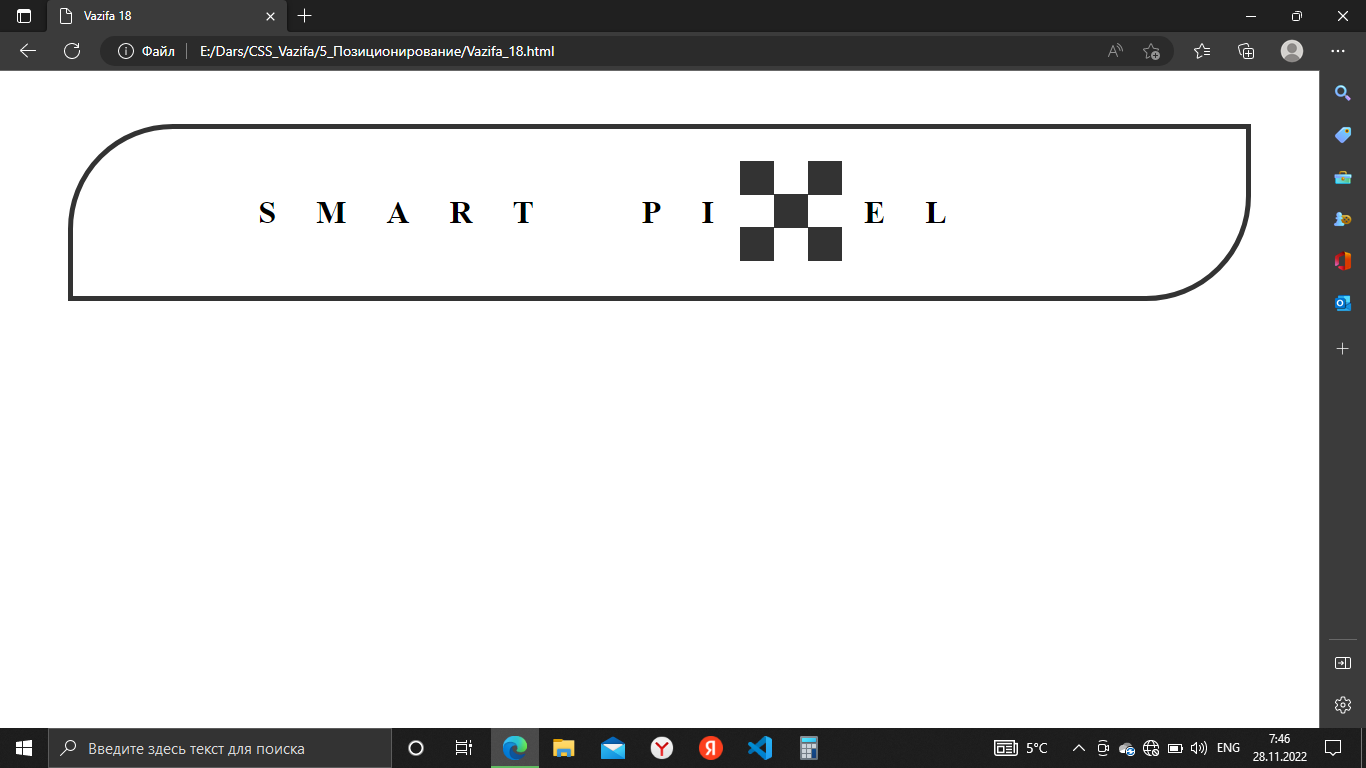 Vazifa 18
Файл E:/Dars/CSS_Vazifa/5_Позиционирование/Vazifa_18.html
S M A R T P I E L
Введите здесь текст для поиска
5°C ENG 7:46
28.11.2022